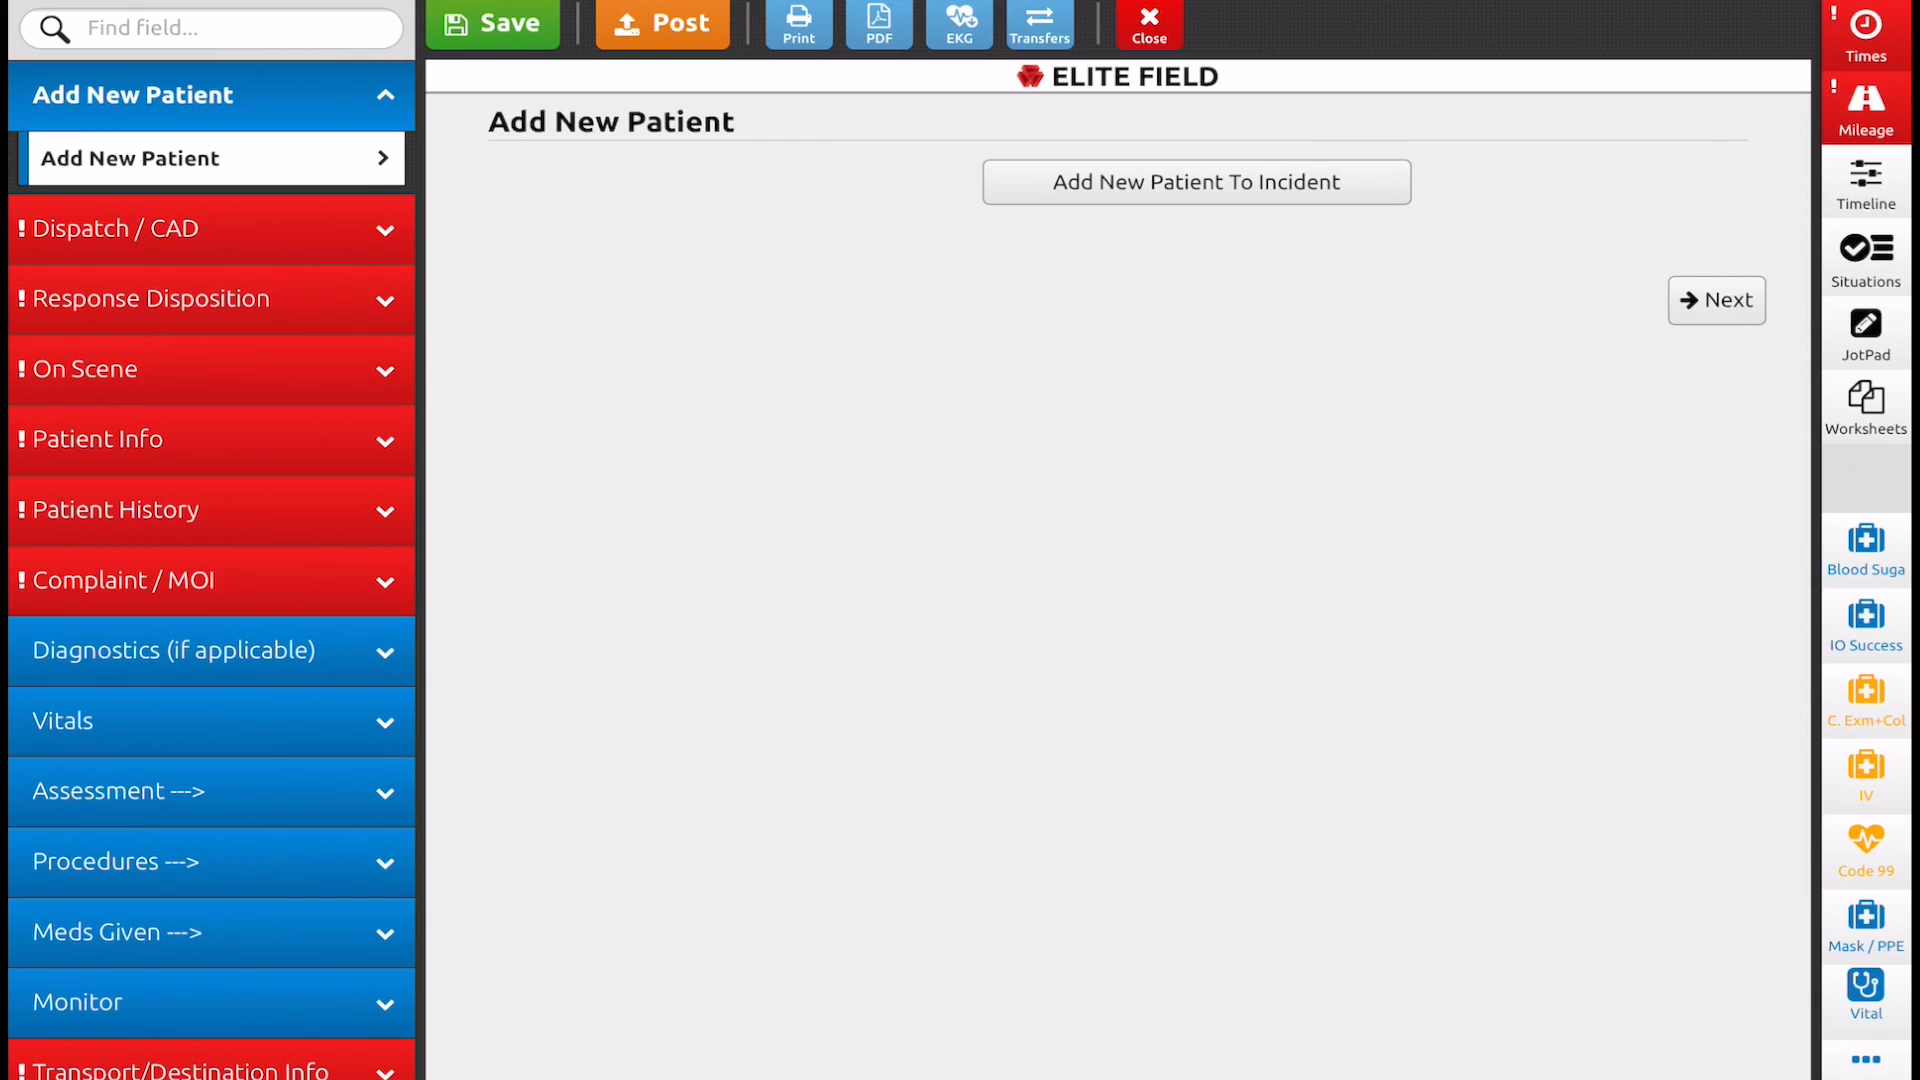 Find field...
Save
Post
Print
PDF
EKG
Transfers
Close
ELITE FIELD
Add New Patient
Add New Patient
! Dispatch / CAD
! Response Disposition
! On Scene
! Patient Info
! Patient History
! Complaint / MOI
Diagnostics (if applicable)
Vitals
Assessment --->
Procedures --->
Meds Given --->
Monitor
! Transport/Destination Info
Add New Patient
Add New Patient To Incident
Next
! Times
! Mileage
Timeline
Situations
JotPad
Worksheets
Blood Suga
IO Success
C. Exm+Col
IV
Code 99
Mask / PPE
Vital